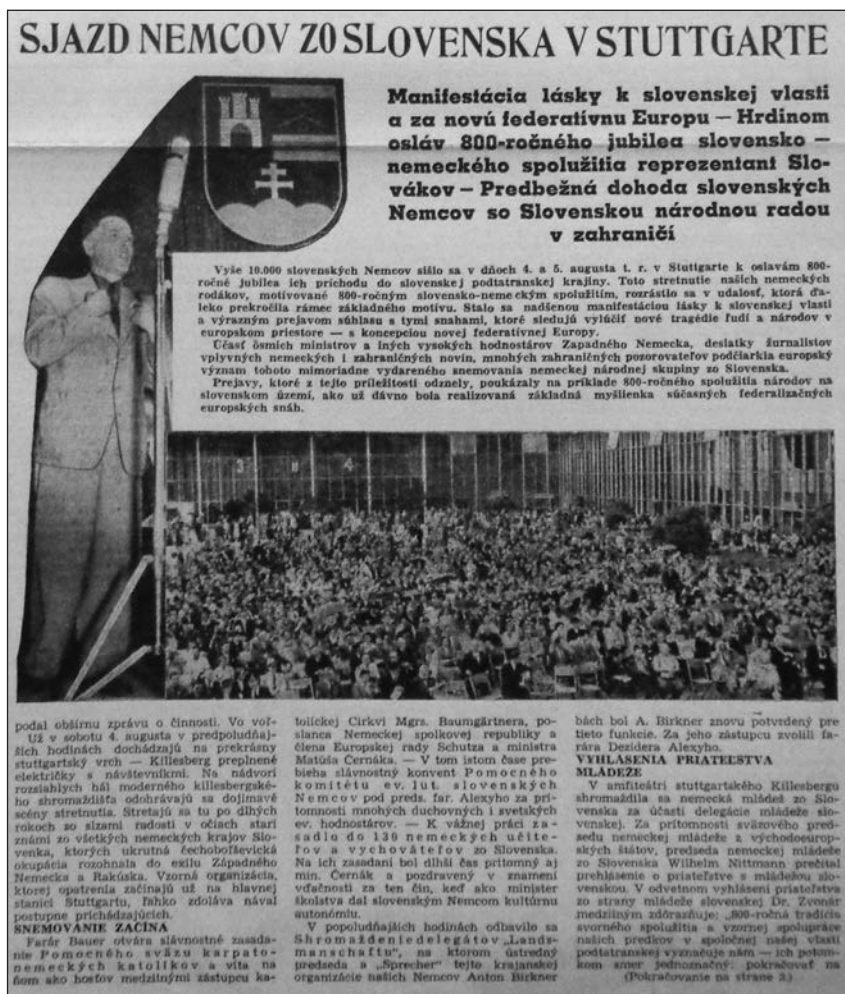 SJAZD NEMCOV ZO SLOVENSKA V STUTTGARTE
Manifestácia lásky k slovenskej vlasti
a za novú federatívnu Europu — Hrdinom
osláv 800-ročného jubilea slovensko —
nemeckého spolužitia reprezentant Slo-
vákov — Predbežná dohoda slovenských
Nemcov so Slovenskou národnou radou
v zahraničí
Vyše 10.000 slovenských Nemcov sišlo sa v dňoch 4. a 5. augusta t. r. v Stuttgarte k oslavám 800-
ročné jubilea ich príchodu do slovenskej podtatranskej krajiny. Toto stretnutie našich nemeckých
rodákov, motivované 800-ročným slovensko-nemeckým spolužitím, rozrástlo sa v udalosť, ktorá ďa-
leko prekročila rámec základného motívu. Stalo sa nadšenou manifestáciou lásky k slovenskej vlasti
a výrazným prejavom súhlasu s tymi snahami, ktoré sledujú vylúčiť nové tragédie ľudí a národov v
europskom priestore — s koncepciou novej federatívnej Europy.
Účasť ôsmich ministrov a iných vysokých hodnostárov Západného Nemecka, desiatky žurnalistov
vplyvných nemeckých i zahraničných novín, mnohých zahraničných pozorovateľov podčiarkla europský
význam tohoto mimoriadne vydareného snemovania nemeckej národnej skupiny zo Slovenska.
Prejavy, ktoré z tejto príležitosti odznely, poukázaly na príklade 800-ročného spolužitia národov na
slovenskom území, ako už dávno bola realizovaná základná myšlienka súčasných federalizačných
europských snáh.
3 4
podal obšírnu zprávu o činnosti. Vo voľ-
Už v sobotu 4. augusta v predpoludňaj-
ších hodinách dochádzajú na prekrásny
stuttgartský vrch — Killesberg preplnené
električky s návštevníkmi. Na nádvorí
rozsiahlych hál moderného killesbergské-
ho shromaždišťa odohrávajú sa dojímavé
scény stretnutia. Stretajú sa tu po dlhých
rokoch so slzami radosti v očiach starí
známi zo všetkých nemeckých krajov Slo-
venka, ktorých ukrutná čechoboľševická
okupácia rozohnala do exilu Západného
Nemecka a Rakúska. Vzorná organizácia,
ktorej opatrenia začínajú už na hlavnej
stanici Stuttgartu, ľahko zdoláva nával
postupne prichádzajúcich.
SNEMOVANIE ZAČÍNA
Farár Bauer otvára slávnostné zasada-
nie Pomocného sväzu karpato-
nemeckých katolíkov a víta na
ňom ako hosťov medzi inými zástupcu ka-
tolíckej Cirkvi Mgrs. Baumgärtnera, po-
slanca Nemeckej spolkovej republiky a
člena Europskej rady Schutza a ministra
Matúša Černáka. — V tom istom čase pre-
bieha slávnostný konvent Pomocného
komitétu ev. lut. slovenských
Nemcov pod preds. far. Alexyho za prí-
tomnosti mnohých duchovných i svetských
ev. hodnostárov. — K vážnej práci za-
sadlo do 130 nemeckých učite-
ľov a vychovávateľov zo Slovenska.
Na ich zasadaní bol dlhší čas prítomný aj
min. Černák a pozdravený v znamení
vďačnosti za ten čin, keď ako minister
školstva dal slovenským Nemcom kultúrnu
autonómiu.
V popoludňajších hodinách odbavilo sa
Shromaždenie delegátov „Lands-
manschaftu", na ktorom ústredný
predseda a „Sprecher" tejto krajanskej
organizácie našich Nemcov Anton Birkner
bách bol A. Birkner znovu potvrdený pre
tieto funkcie. Za jeho zástupcu zvolili fa-
rára Dezidera Alexyho.
VYHLÁSENIA PRIATEĽSTVA
MLÁDEŽE
V amfiteátri stuttgartského Killesbergu
shromaždila sa nemecká mládež zo Slo-
venska za účasti delegácie mládeže slo-
venskej. Za prítomnosti sväzového pred-
sedu nemeckej mládeže z východoeurop-
ských štátov, predseda nemeckej mládeže
zo Slovenska Wilhelm Nittmann prečítal
prehlásenie o priateľstve s mládežou slo-
venskou. V odvetnom vyhlásení priateľstva
zo strany mládeže slovenskej Dr. Zvonár
medziiným zdôrazňuje: „800-ročná tradícia
svorného spolužitia a vzornej spolupráce
našich predkov v spoločnej našej vlasti
podtatranskej vyznačuje nám — ich potom-
kom smer jednoznačný: pokračovať na
(Pokračovanie na strane 3.)